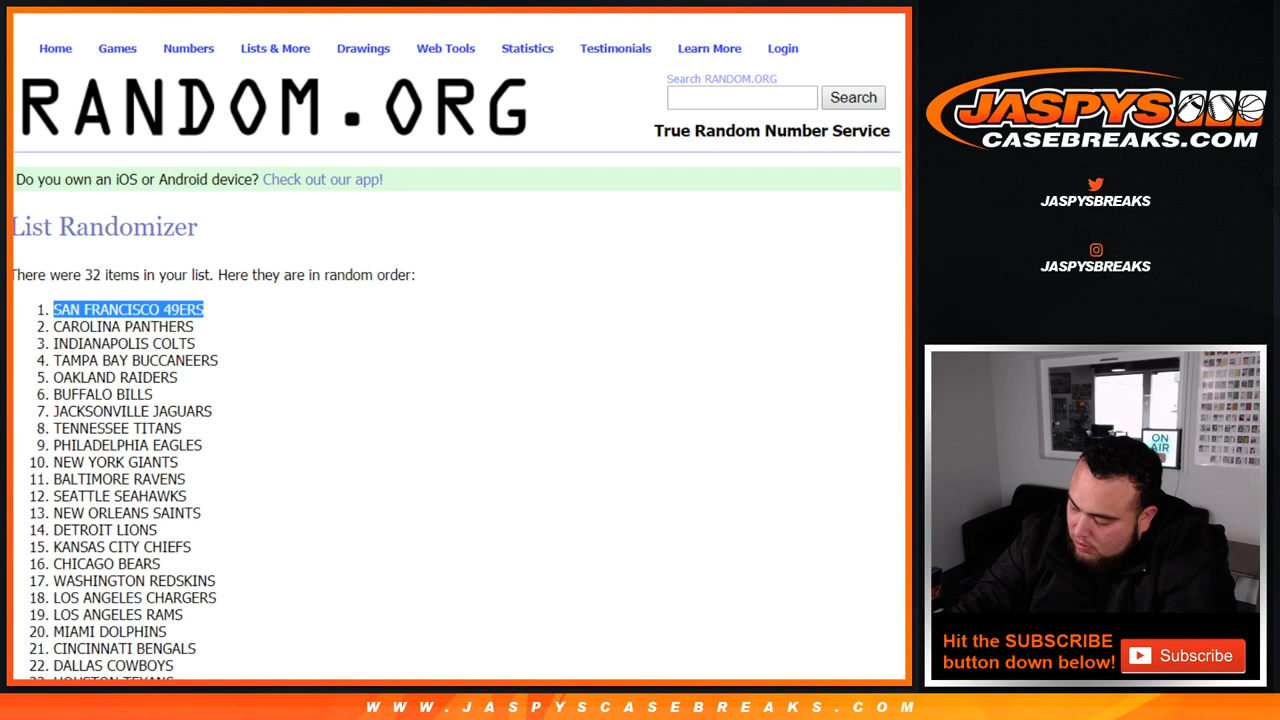 Home Games Numbers Lists & More Drawings Web Tools Statistics Testimonials Learn More Login
RANDOM.ORG
Search RANDOM.ORG
Search
True Random Number Service
Do you own an iOS or Android device? Check out our app!
List Randomizer
There were 32 items in your list. Here they are in random order:
1. SAN FRANCISCO 49ERS
2. CAROLINA PANTHERS
3. INDIANAPOLIS COLTS
4. TAMPA BAY BUCCANEERS
5. OAKLAND RAIDERS
6. BUFFALO BILLS
7. JACKSONVILLE JAGUARS
8. TENNESSEE TITANS
9. PHILADELPHIA EAGLES
10. NEW YORK GIANTS
11. BALTIMORE RAVENS
12. SEATTLE SEAHAWKS
13. NEW ORLEANS SAINTS
14. DETROIT LIONS
15. KANSAS CITY CHIEFS
16. CHICAGO BEARS
17. WASHINGTON REDSKINS
18. LOS ANGELES CHARGERS
19. LOS ANGELES RAMS
20. MIAMI DOLPHINS
21. CINCINNATI BENGALS
22. DALLAS COWBOYS
JASPYS
CASEBREAKS.COM
JASPYSBREAKS
JASPYSBREAKS
ON
AIR
Hit the SUBSCRIBE
button down below!
Subscribe
WWW.JASPYSCASEBREAKS.COM